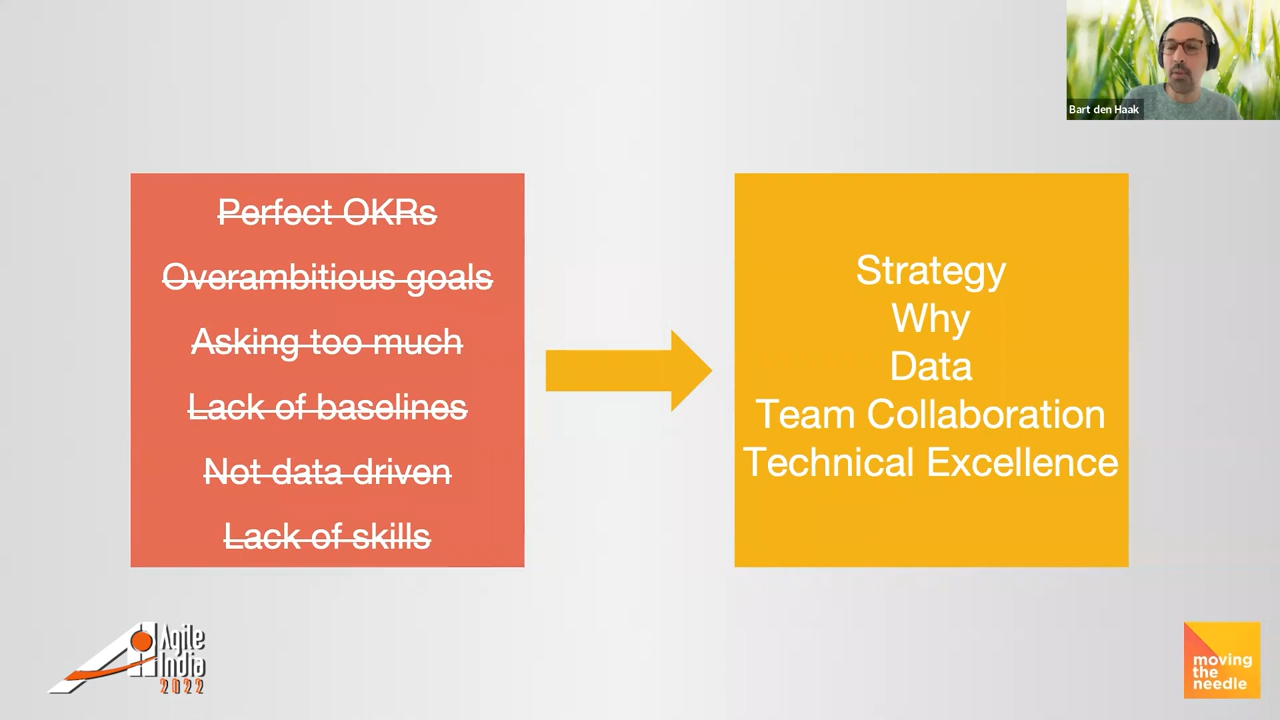 Bart den Haak
Perfect OKRs
Overambitious goals
Asking too much
Lack of baselines
Not data driven
Lack of skills
Strategy
Why
Data
Team Collaboration
Technical Excellence
Agile
India
2022
moving
the
needle